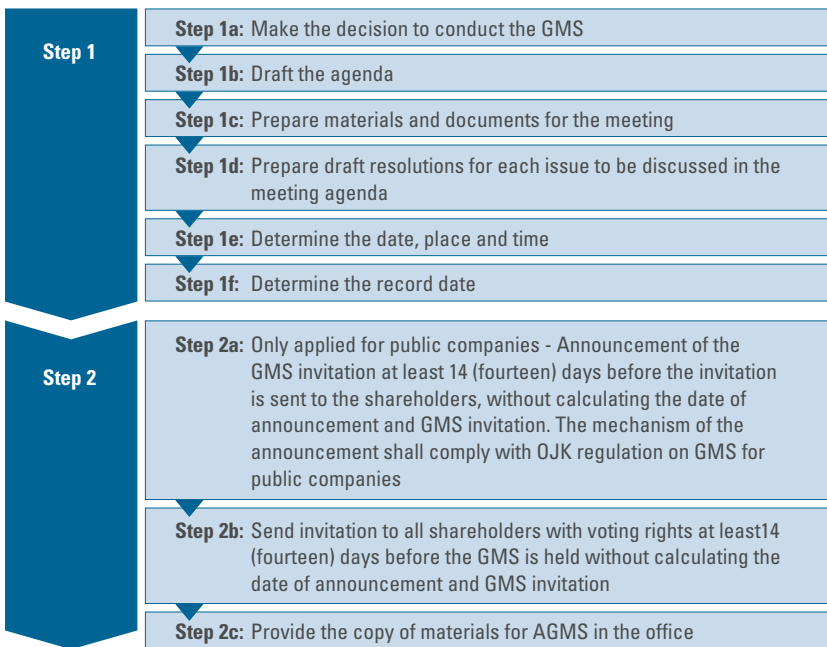 Step 1
Step 1a: Make the decision to conduct the GMS
Step 1b: Draft the agenda
Step 1c: Prepare materials and documents for the meeting
Step 1d: Prepare draft resolutions for each issue to be discussed in the
meeting agenda
Step 1e: Determine the date, place and time
Step 1f: Determine the record date
Step 2
Step 2a: Only applied for public companies - Announcement of the
GMS invitation at least 14 (fourteen) days before the invitation
is sent to the shareholders, without calculating the date of
announcement and GMS invitation. The mechanism of the
announcement shall comply with OJK regulation on GMS for
public companies
Step 2b: Send invitation to all shareholders with voting rights at least14
(fourteen) days before the GMS is held without calculating the
date of announcement and GMS invitation
Step 2c: Provide the copy of materials for AGMS in the office